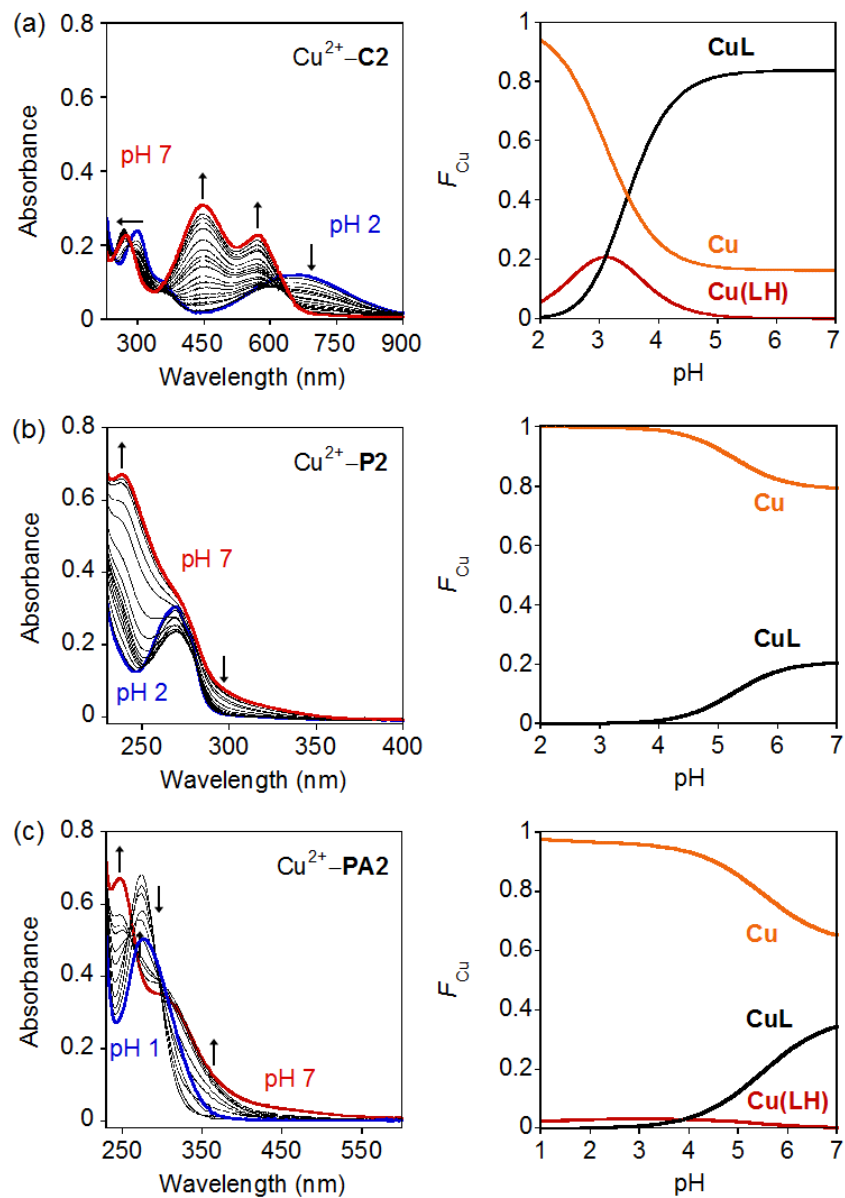 (a)
0.8
0.6
0.4
0.2
0
Absorbance
Cu²⁺–C2
pH 7
pH 2
300 450 600 750 900
Wavelength (nm)
1
0.8
0.6
0.4
0.2
0
F_Cu
CuL
Cu
Cu(LH)
2 3 4 5 6 7
pH
(b)
0.8
0.6
0.4
0.2
0
Absorbance
Cu²⁺–P2
pH 7
pH 2
250 300 350 400
Wavelength (nm)
1
0.8
0.6
0.4
0.2
0
F_Cu
Cu
CuL
2 3 4 5 6 7
pH
(c)
0.8
0.6
0.4
0.2
0
Absorbance
Cu²⁺–PA2
pH 1
pH 7
250 350 450 550
Wavelength (nm)
1
0.8
0.6
0.4
0.2
0
F_Cu
Cu
CuL
Cu(LH)
1 2 3 4 5 6 7
pH